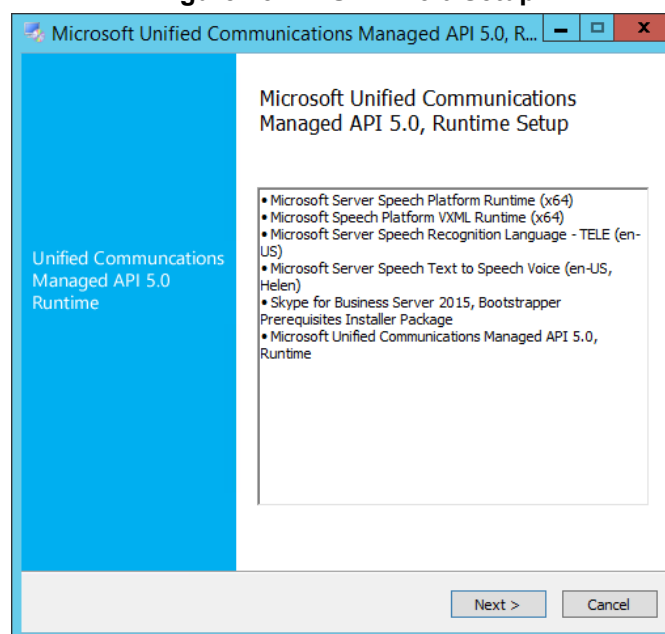 Figure Setup
Microsoft Unified Communications Managed API 5.0, R...
Microsoft Unified Communications
Managed API 5.0, Runtime Setup
Unified Communcations
Managed API 5.0
Runtime
• Microsoft Server Speech Platform Runtime (x64)
• Microsoft Speech Platform VXML Runtime (x64)
• Microsoft Server Speech Recognition Language - TELE (en-
US)
• Microsoft Server Speech Text to Speech Voice (en-US,
Helen)
• Skype for Business Server 2015, Bootstrapper
Prerequisites Installer Package
• Microsoft Unified Communications Managed API 5.0,
Runtime
Next >
Cancel